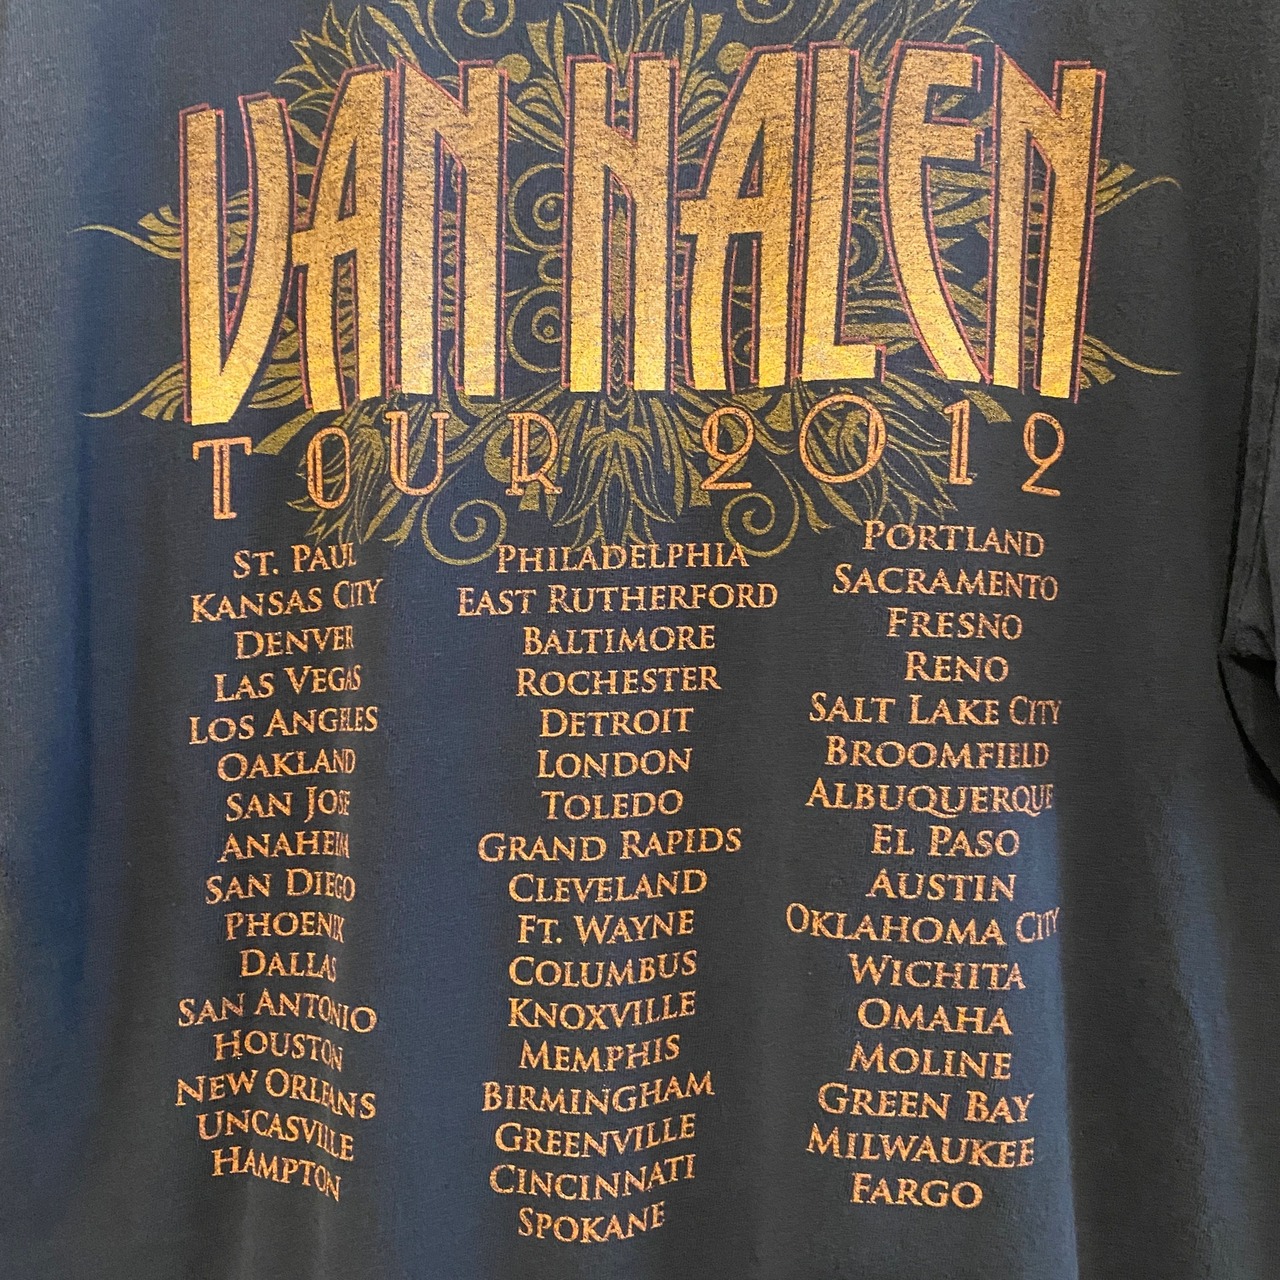 VAN HALEN
TOUR 2012
ST. PAUL
KANSAS CITY
DENVER
LAS VEGAS
LOS ANGELES
OAKLAND
SAN JOSE
ANAHEIM
SAN DIEGO
PHOENIX
DALLAS
SAN ANTONIO
HOUSTON
NEW ORLEANS
UNCASVILLE
HAMPTON
PHILADELPHIA
EAST RUTHERFORD
BALTIMORE
ROCHESTER
DETROIT
LONDON
TOLEDO
GRAND RAPIDS
CLEVELAND
FT. WAYNE
COLUMBUS
KNOXVILLE
MEMPHIS
BIRMINGHAM
GREENVILLE
CINCINNATI
SPOKANE
PORTLAND
SACRAMENTO
FRESNO
RENO
SALT LAKE CITY
BROOMFIELD
ALBUQUERQUE
EL PASO
AUSTIN
OKLAHOMA CITY
WICHITA
OMAHA
MOLINE
GREEN BAY
MILWAUKEE
FARGO